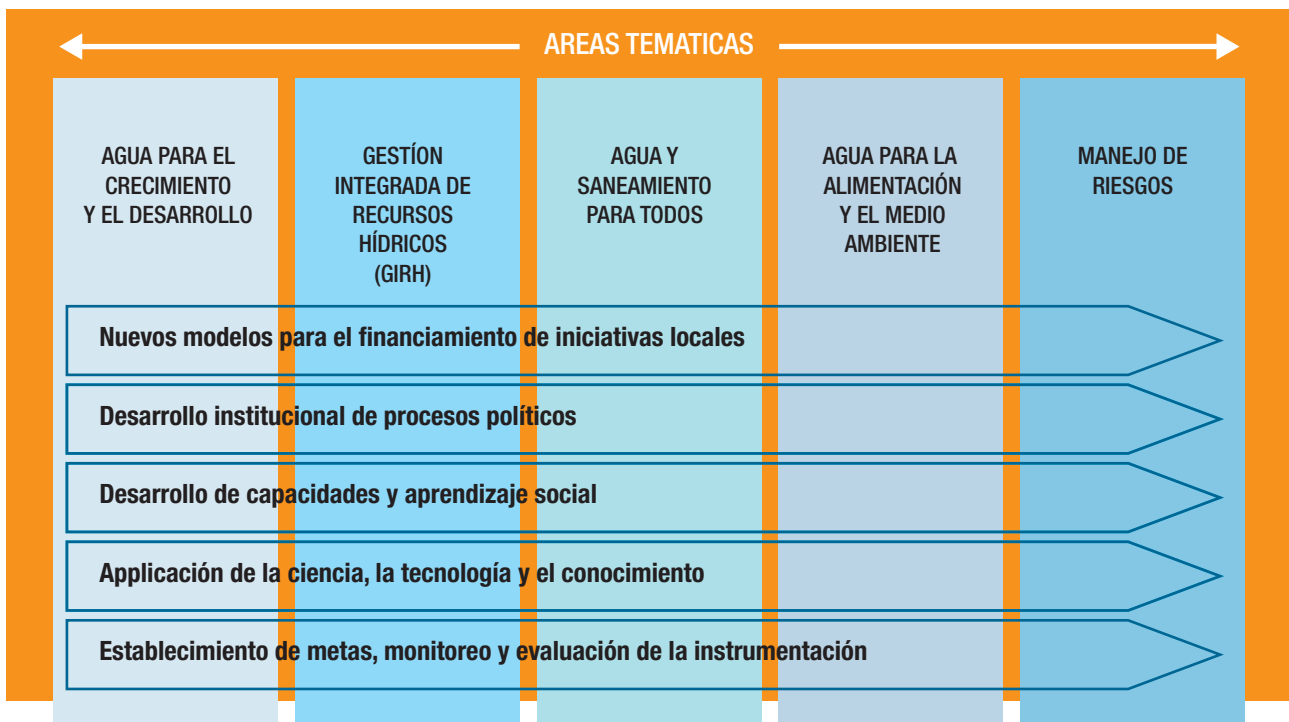 AREAS TEMATICAS
AGUA PARA EL
CRECIMIENTO
Y EL DESARROLLO
GESTÍON
INTEGRADA DE
RECURSOS
HÍDRICOS
(GIRH)
AGUA Y
SANEAMIENTO
PARA TODOS
AGUA PARA LA
ALIMENTACIÓN
Y EL MEDIO
AMBIENTE
MANEJO DE
RIESGOS
Nuevos modelos para el financiamiento de iniciativas locales
Desarrollo institucional de procesos políticos
Desarrollo de capacidades y aprendizaje social
Applicación de la ciencia, la tecnología y el conocimiento
Establecimiento de metas, monitoreo y evaluación de la instrumentación